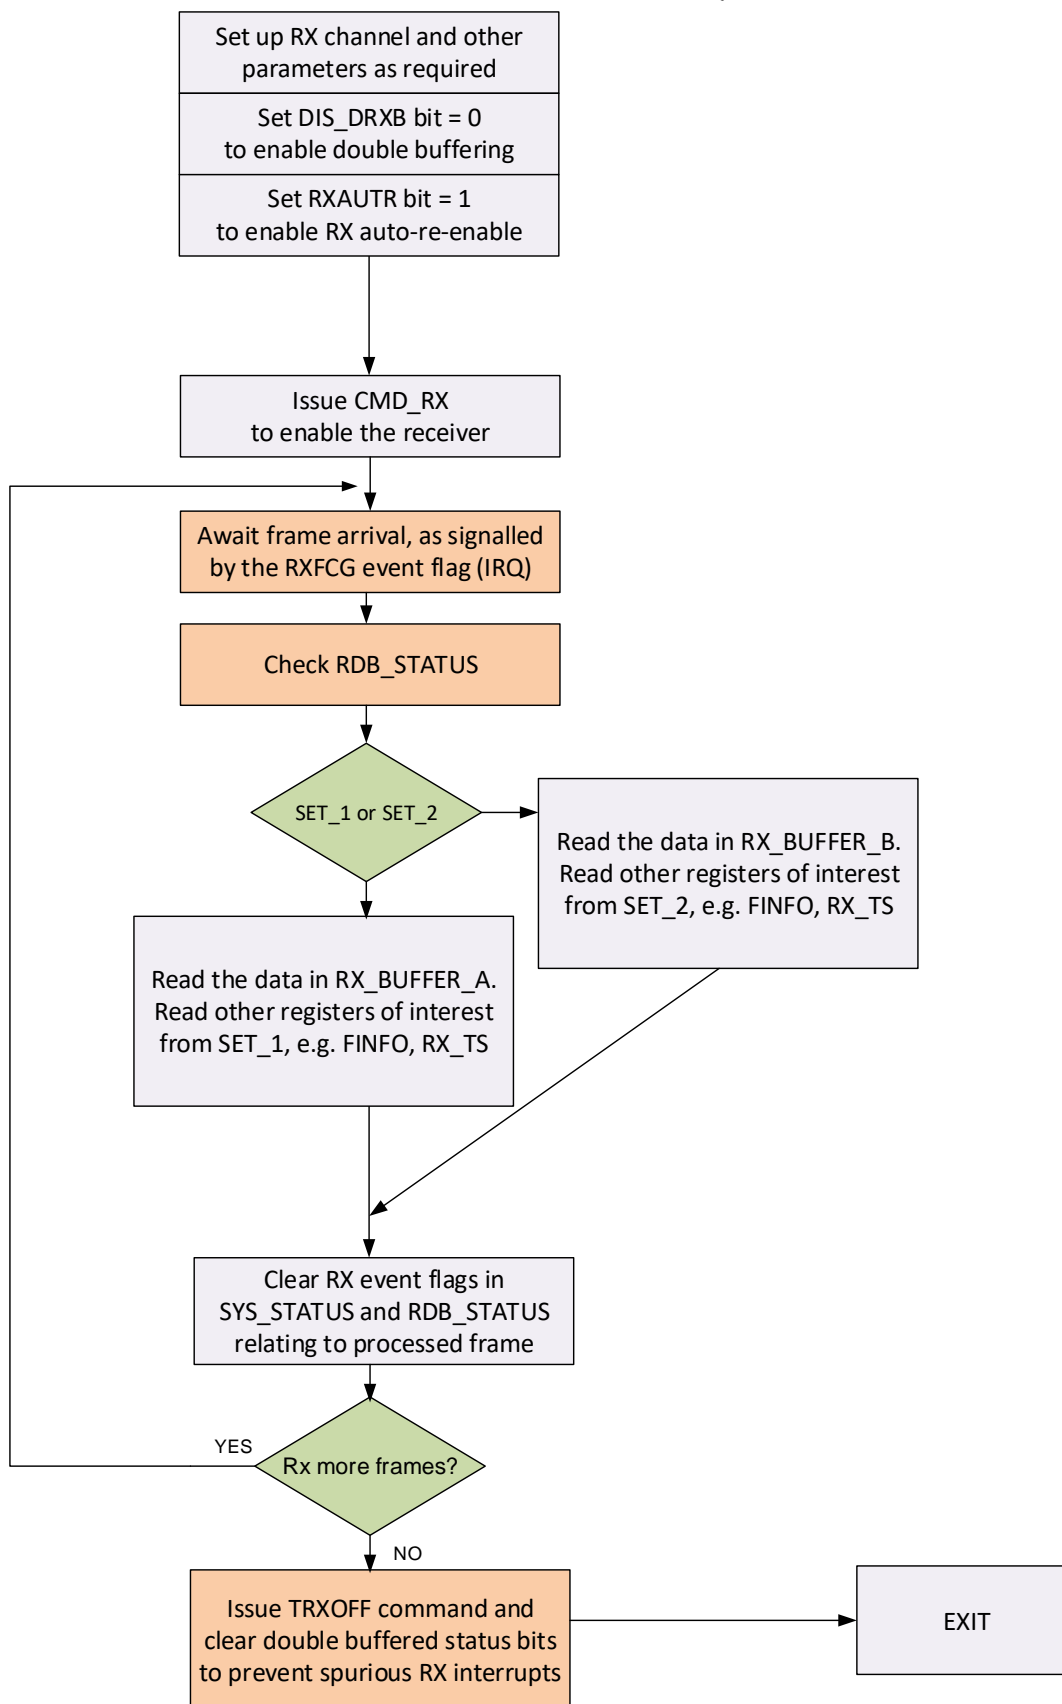 Set up RX channel and other
parameters as required
Set DIS_DRXB bit = 0
to enable double buffering
Set RXAUTR bit = 1
to enable RX auto-re-enable
Issue CMD_RX
to enable the receiver
Await frame arrival, as signalled
by the RXFCG event flag (IRQ)
Check RDB_STATUS
SET_1 or SET_2
Read the data in RX_BUFFER_B.
Read other registers of interest
from SET_2, e.g. FINFO, RX_TS
Read the data in RX_BUFFER_A.
Read other registers of interest
from SET_1, e.g. FINFO, RX_TS
Clear RX event flags in
SYS_STATUS and RDB_STATUS
relating to processed frame
YES
Rx more frames?
NO
Issue TRXOFF command and
clear double buffered status bits
to prevent spurious RX interrupts
EXIT